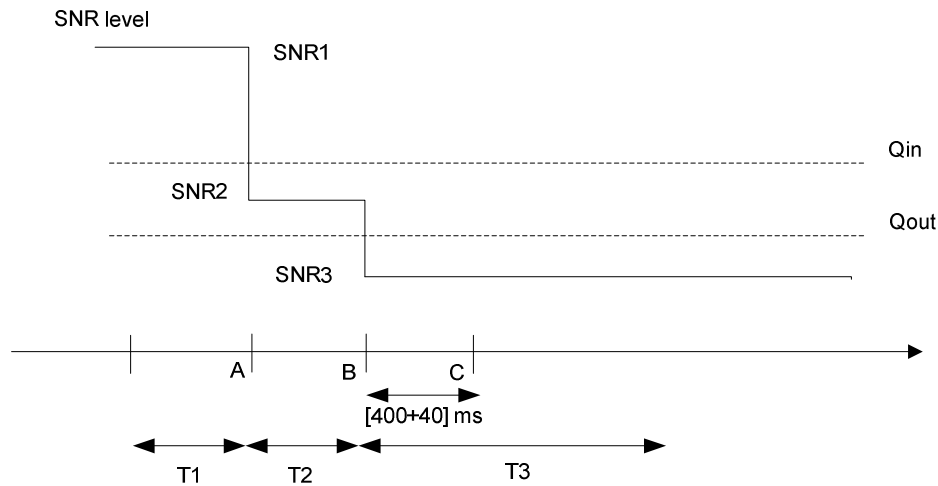 SNR level
SNR1
Qin
SNR2
Qout
SNR3
A B C
[400+40] ms
T1 T2 T3